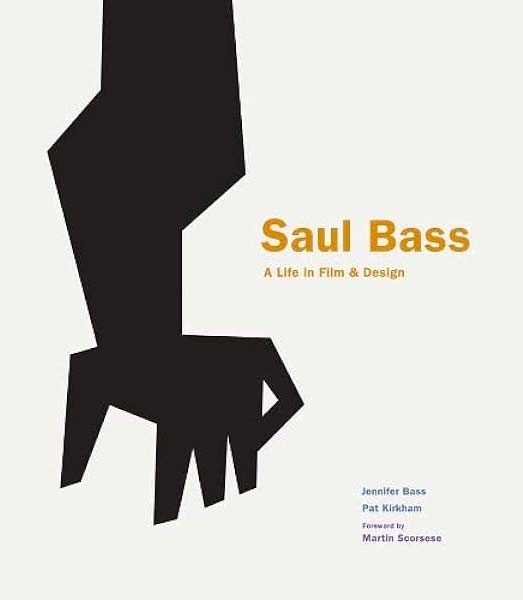 Saul Bass
A Life in Film & Design
Jennifer Bass
Pat Kirkham
Foreword by
Martin Scorsese